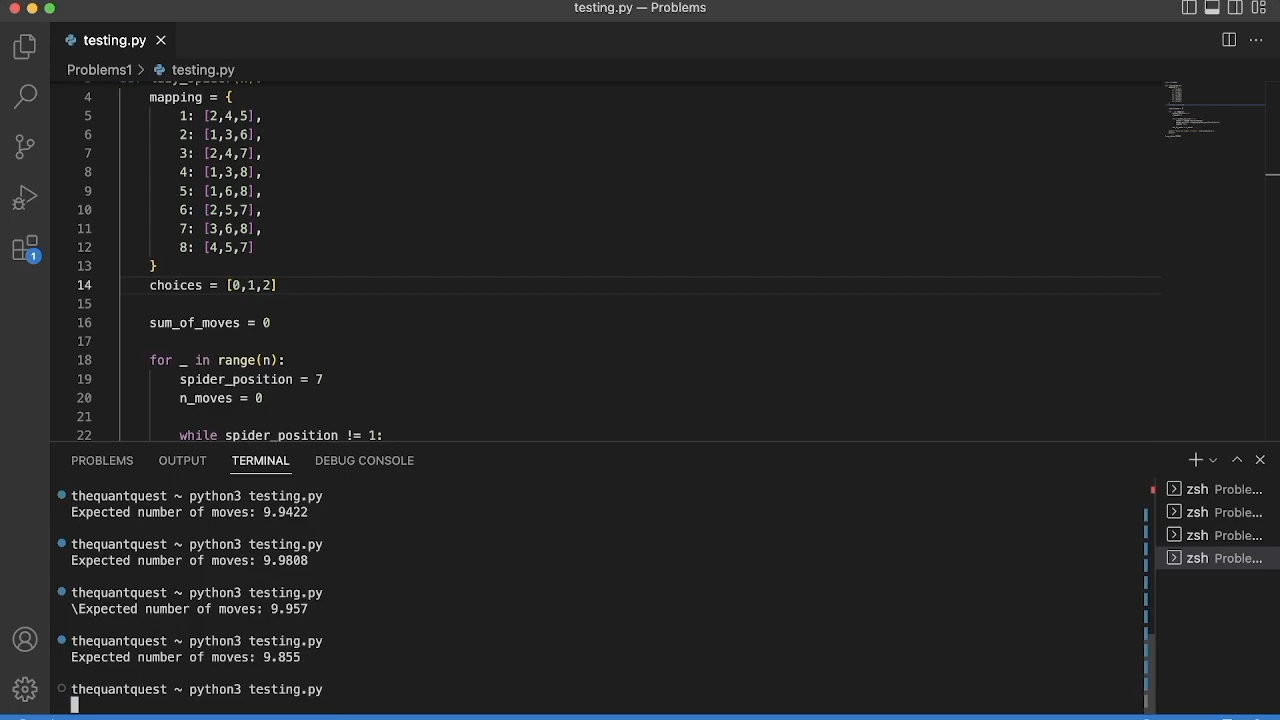 testing.py — Problems
testing.py
Problems1 > testing.py
4 mapping = {
5 1: [2,4,5],
6 2: [1,3,6],
7 3: [2,4,7],
8 4: [1,3,8],
9 5: [1,6,8],
10 6: [2,5,7],
11 7: [3,6,8],
12 8: [4,5,7]
13 }
14 choices = [0,1,2]
15
16 sum_of_moves = 0
17
18 for _ in range(n):
19 spider_position = 7
20 n_moves = 0
21
22 while spider_position != 1:
1
PROBLEMS OUTPUT TERMINAL DEBUG CONSOLE
thequantquest ~ python3 testing.py
Expected number of moves: 9.9422
thequantquest ~ python3 testing.py
Expected number of moves: 9.9808
thequantquest ~ python3 testing.py
\Expected number of moves: 9.957
thequantquest ~ python3 testing.py
Expected number of moves: 9.855
thequantquest ~ python3 testing.py
zsh Proble...
zsh Proble...
zsh Proble...
zsh Proble...